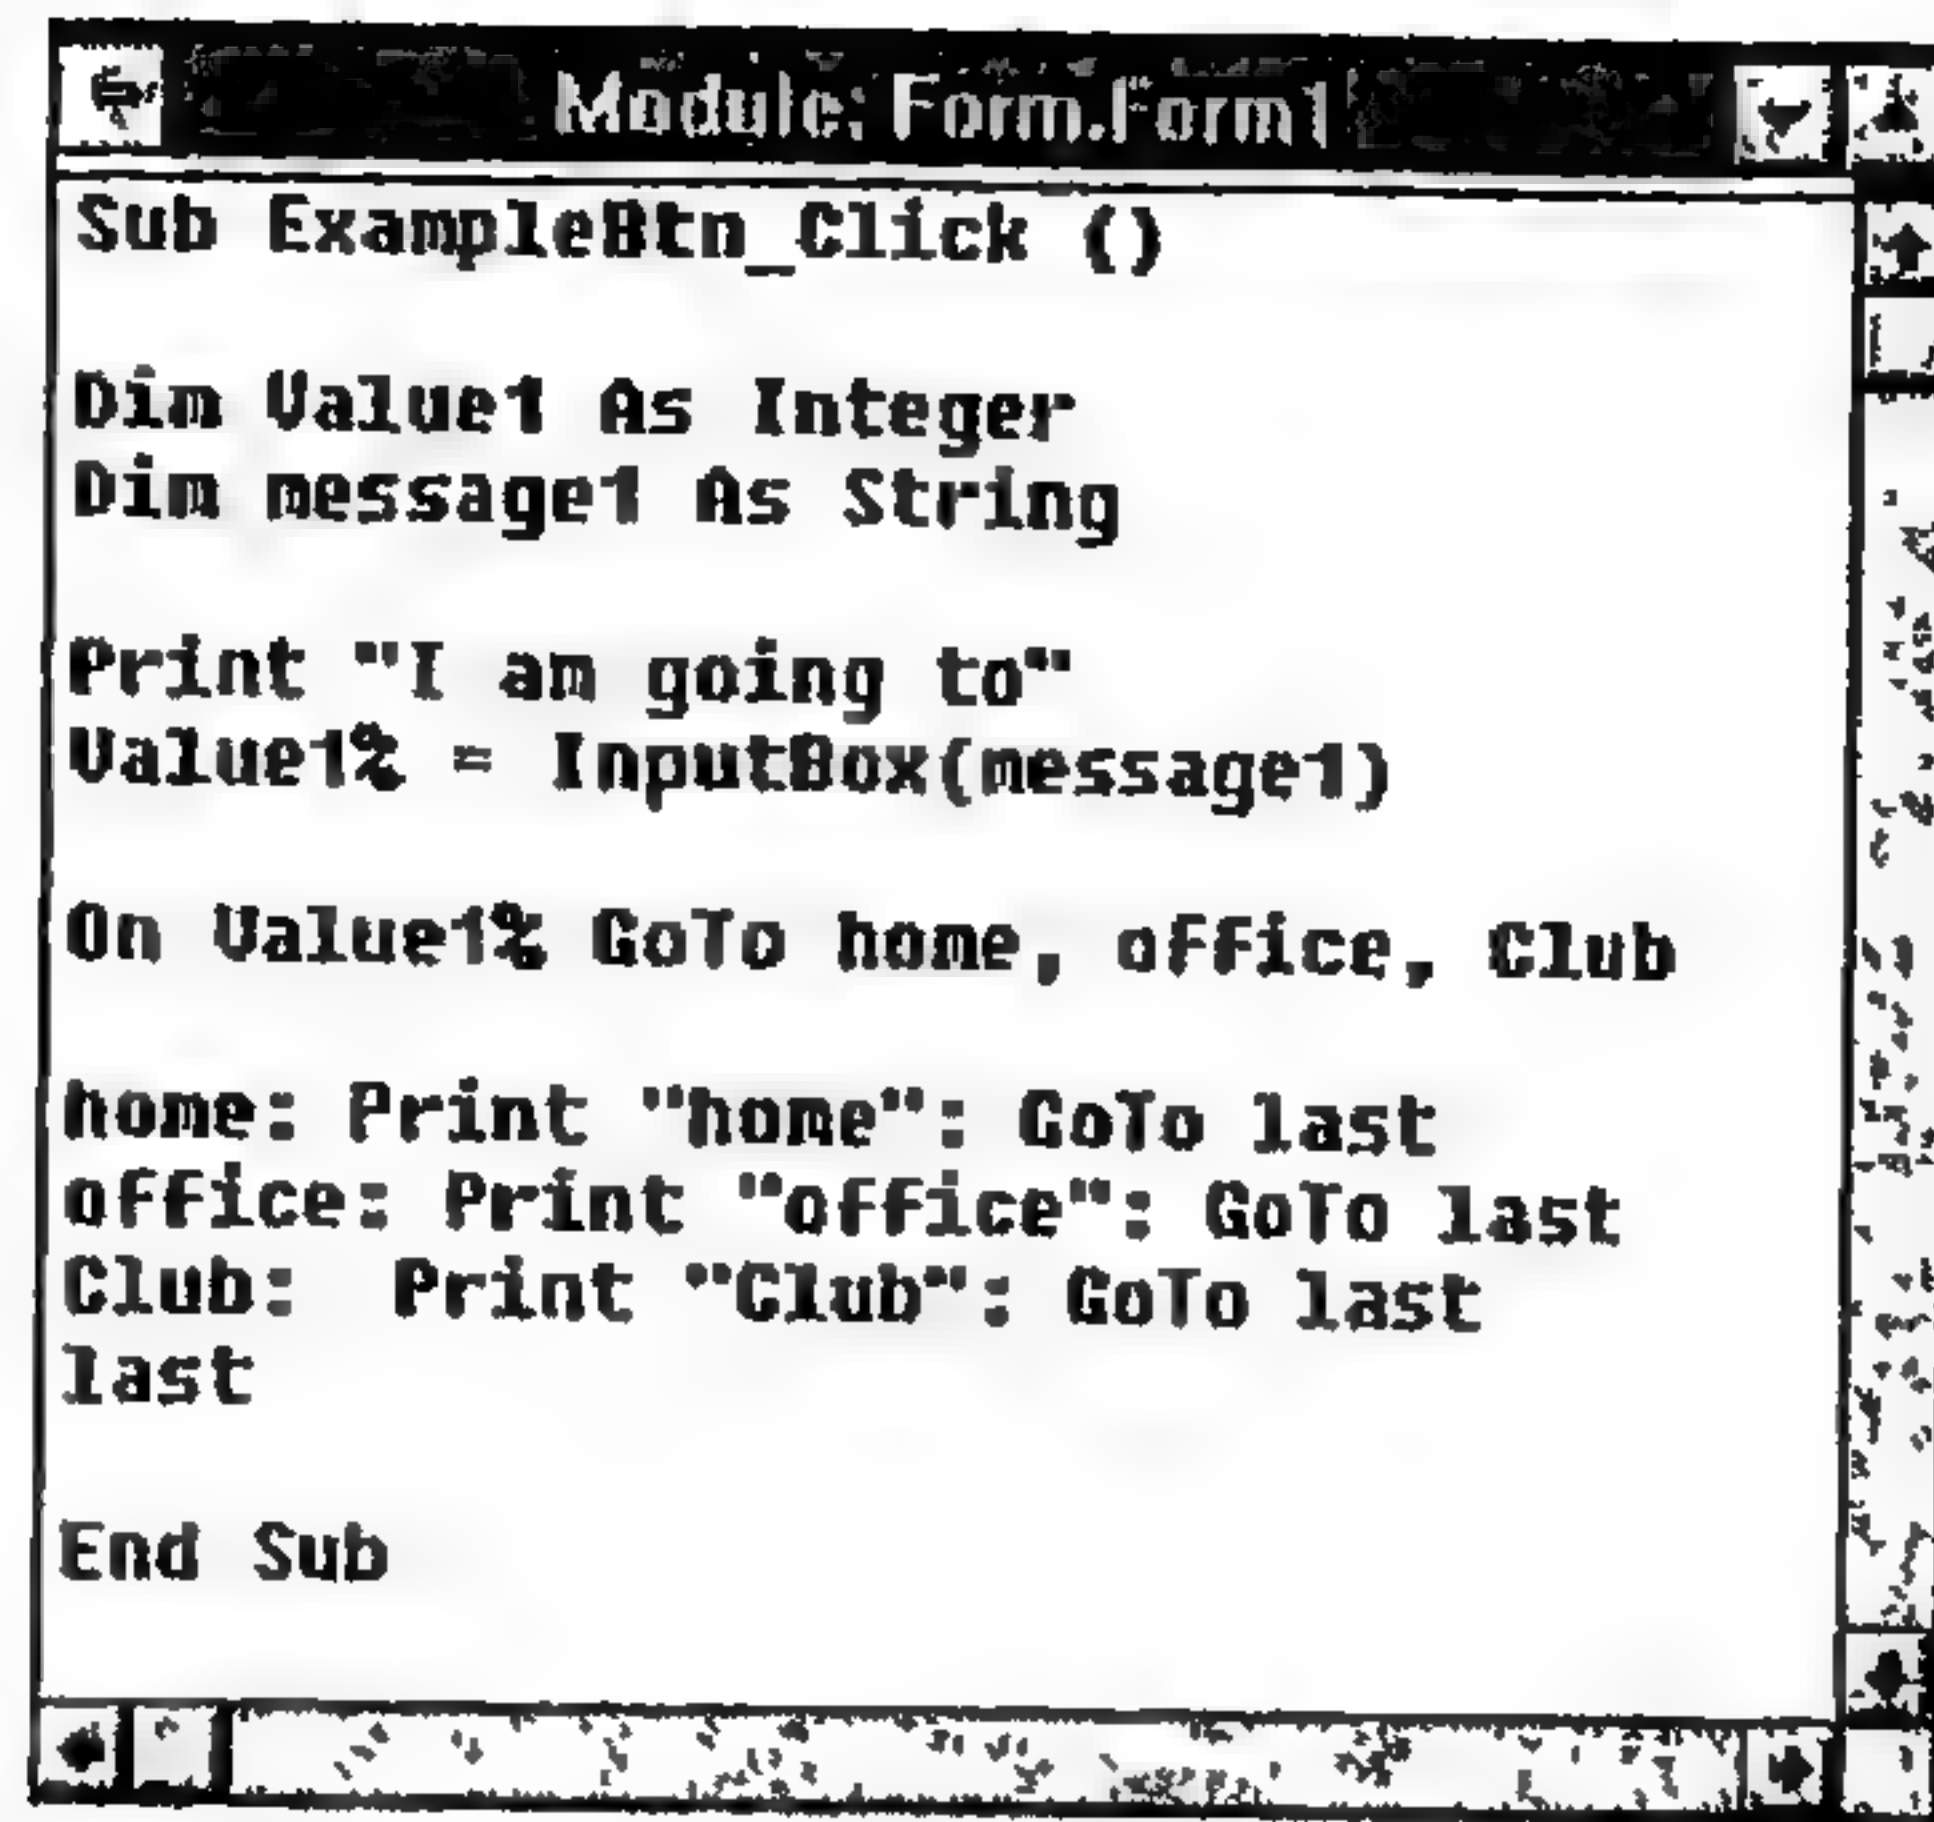 Module: Form.Form1
Sub ExampleBtn_Click ()
Dim Value1 As Integer
Dim message1 As String
Print "I am going to"
Value1% = InputBox(message1)
On Value1% GoTo home, office, Club
home: Print "home": GoTo last
office: Print "office": GoTo last
Club:  Print "Club": GoTo last
last
End Sub